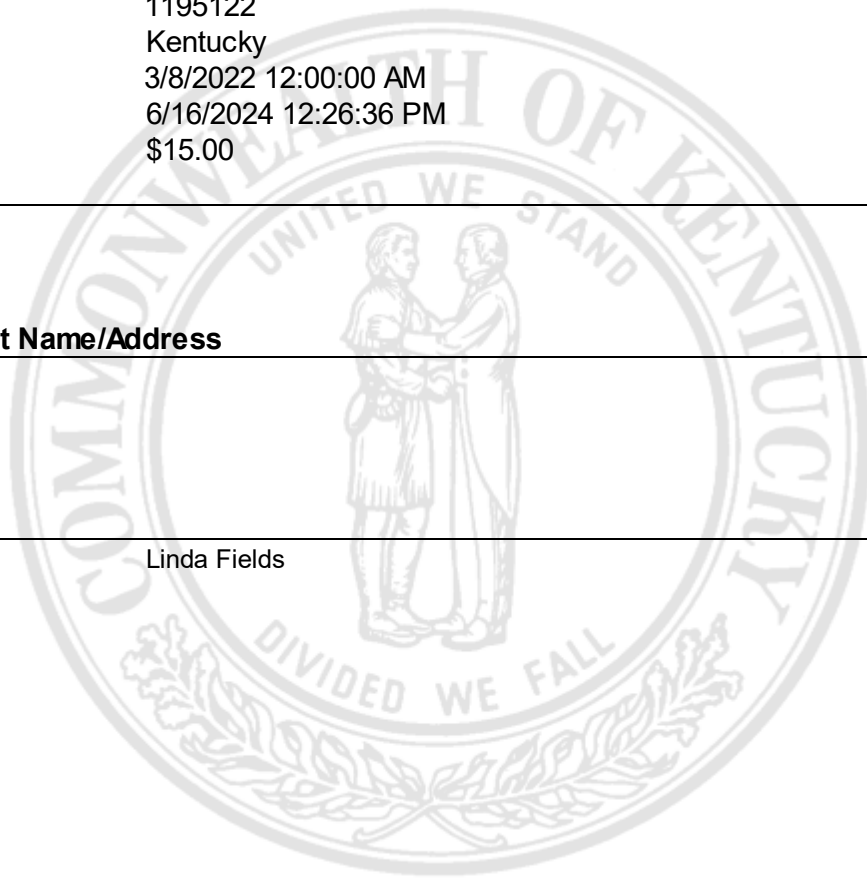 1195122
Kentucky
3/8/2022 12:00:00 AM
6/16/2024 12:26:36 PM
$15.00
t Name/Address
Linda Fields
COMMONWEALTH OF KENTUCKY
UNITED WE STAND
DIVIDED WE FALL